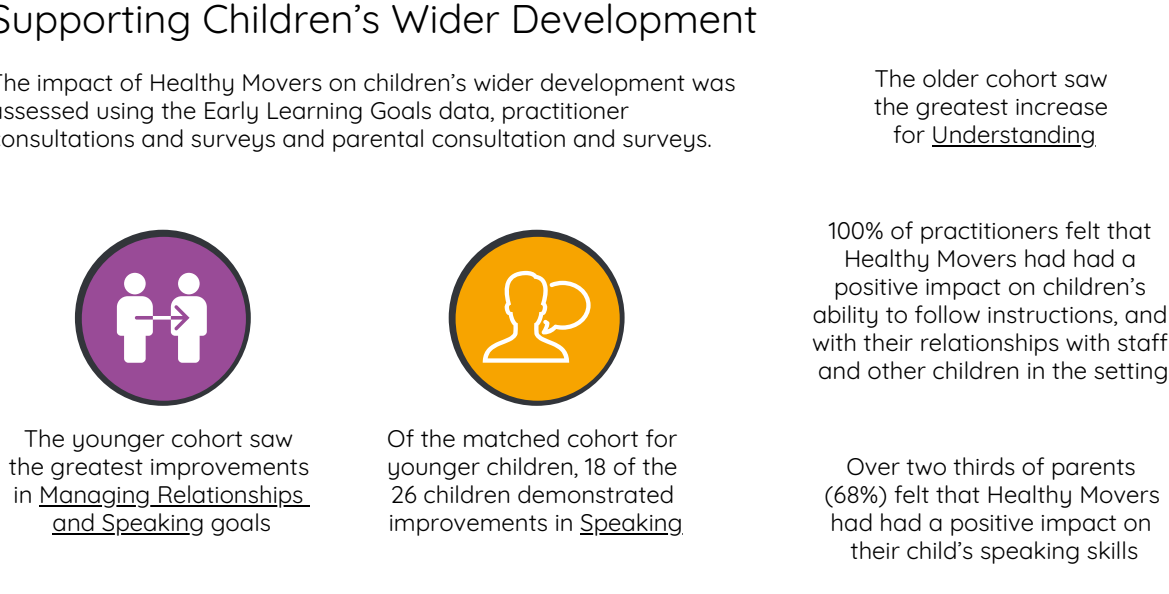 Supporting Children's Wider Development
The impact of Healthy Movers on children's wider development was
assessed using the Early Learning Goals data, practitioner
consultations and surveys and parental consultation and surveys.
The younger cohort saw
the greatest improvements
in Managing Relationships
and Speaking goals
Of the matched cohort for
younger children, 18 of the
26 children demonstrated
improvements in Speaking
The older cohort saw
the greatest increase
for Understanding
100% of practitioners felt that
Healthy Movers had had a
positive impact on children's
ability to follow instructions, and
with their relationships with staff
and other children in the setting
Over two thirds of parents
(68%) felt that Healthy Movers
had had a positive impact on
their child's speaking skills